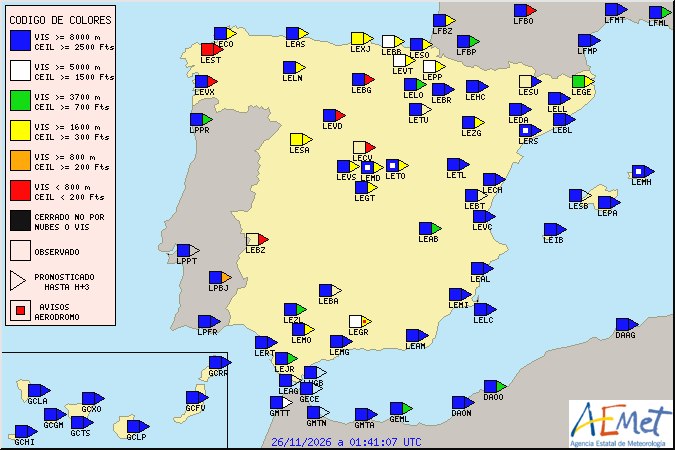 CODIGO DE COLORES
VIS >= 8000 m
CEIL >= 2500 Fts
VIS >= 5000 m
CEIL >= 1500 Fts
VIS >= 3700 m
CEIL >= 700 Fts
VIS >= 1600 m
CEIL >= 300 Fts
VIS >= 800 m
CEIL >= 200 Fts
VIS < 800 m
CEIL < 200 Fts
CERRADO NO POR
NUBES O VIS
OBSERVADO
PRONOSTICADO
HASTA H+3
AVISOS
AERODROMO
LFBO LFMT LFML
LFBZ
LECO LEAS LEXJ LEBB LESO LFBP LFMP
LEST
LEVT LEPP
LELN
LEVX LEBG LELO LEBR LEHC LESU LEGE
LELL
LETU LEDA
LPPR LEVD LEZG LEBL
LERS
LESA
LECV
LEVS LEMD LETO LETL
LEMH
LECH
LEGT
LEBT LESB LEPA
LEVC
LEAB LEIB
LEBZ
LPPT
LEAL
LPBJ
LEBA LEMI
LEZL LELC
LPFR LEMO LEGR DAAG
LERT LEMG LEAM
LEJR
GCRR
LEAG
GCLA GCXO GCFV GECE DAOO
GMTT GEML DAON
GCGM GMTN GMTA
GCTS GCLP
GCHI
26/11/2026 a 01:41:07 UTC
AEMet
Agencia Estatal de Meteorología